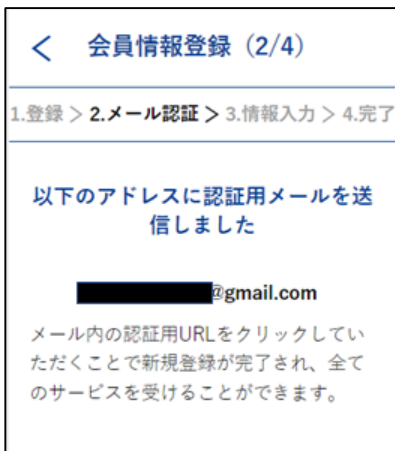 会員情報登録（2/4）
1.登録 > 2.メール認証 > 3.情報入力 > 4.完了
以下のアドレスに認証用メールを送
信しました
@gmail.com
メール内の認証用URLをクリックしてい
ただくことで新規登録が完了され、全て
のサービスを受けることができます。